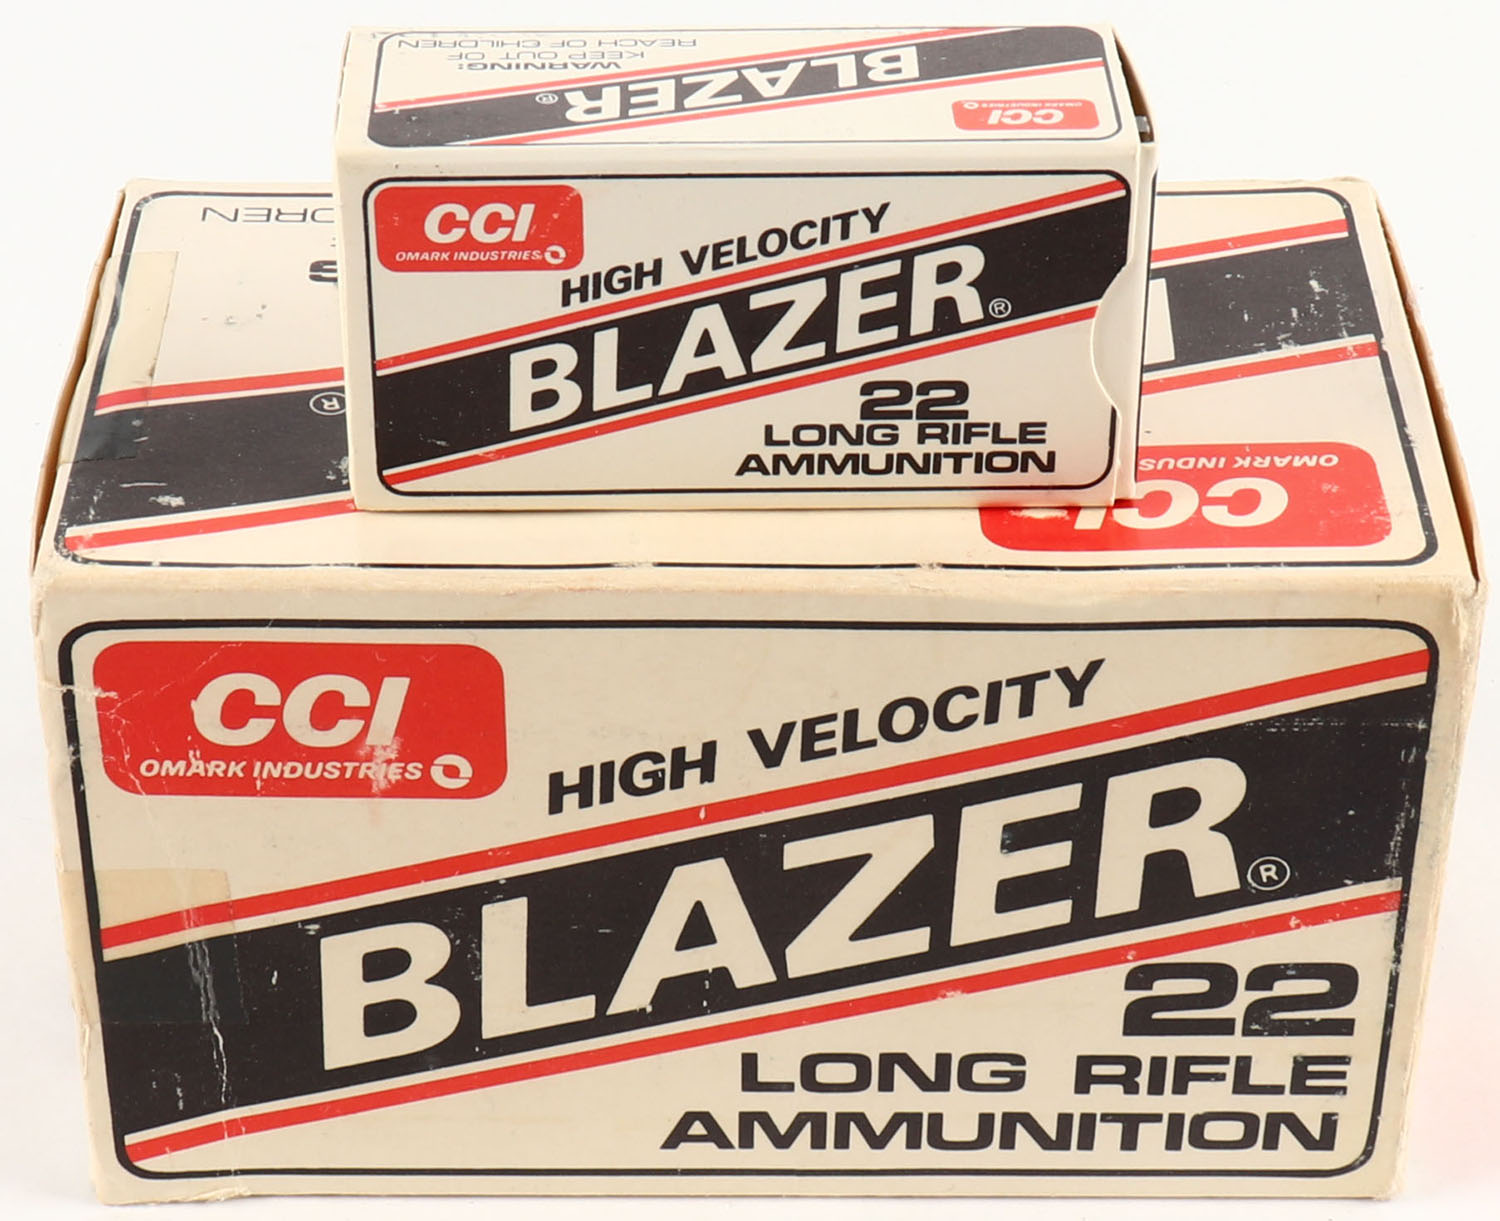 WARNING:
KEEP OUT OF
REACH OF CHILDREN
BLAZER®
CCI
OMARK INDUSTRIES
CCI
OMARK INDUSTRIES
HIGH VELOCITY
BLAZER®
22
LONG RIFLE
AMMUNITION
DREN
S
®
CCI
OMARK INDUS
CCI
OMARK INDUSTRIES
HIGH VELOCITY
BLAZER®
22
LONG RIFLE
AMMUNITION